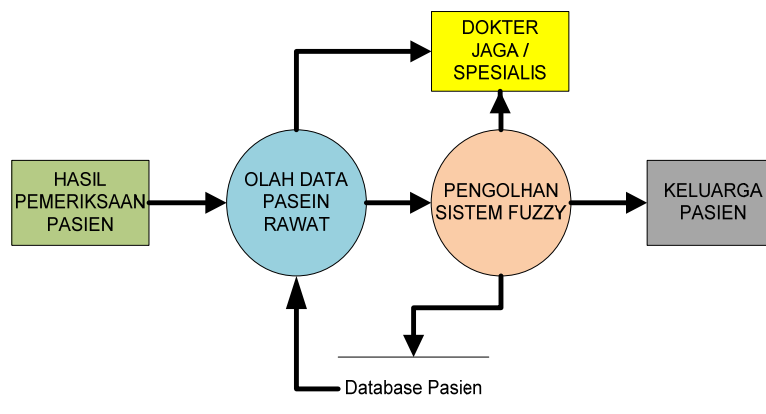 DOKTER
JAGA /
SPESIALIS
HASIL
PEMERIKSAAN
PASIEN
OLAH DATA
PASEIN
RAWAT
PENGOLHAN
SISTEM FUZZY
KELUARGA
PASIEN
Database Pasien